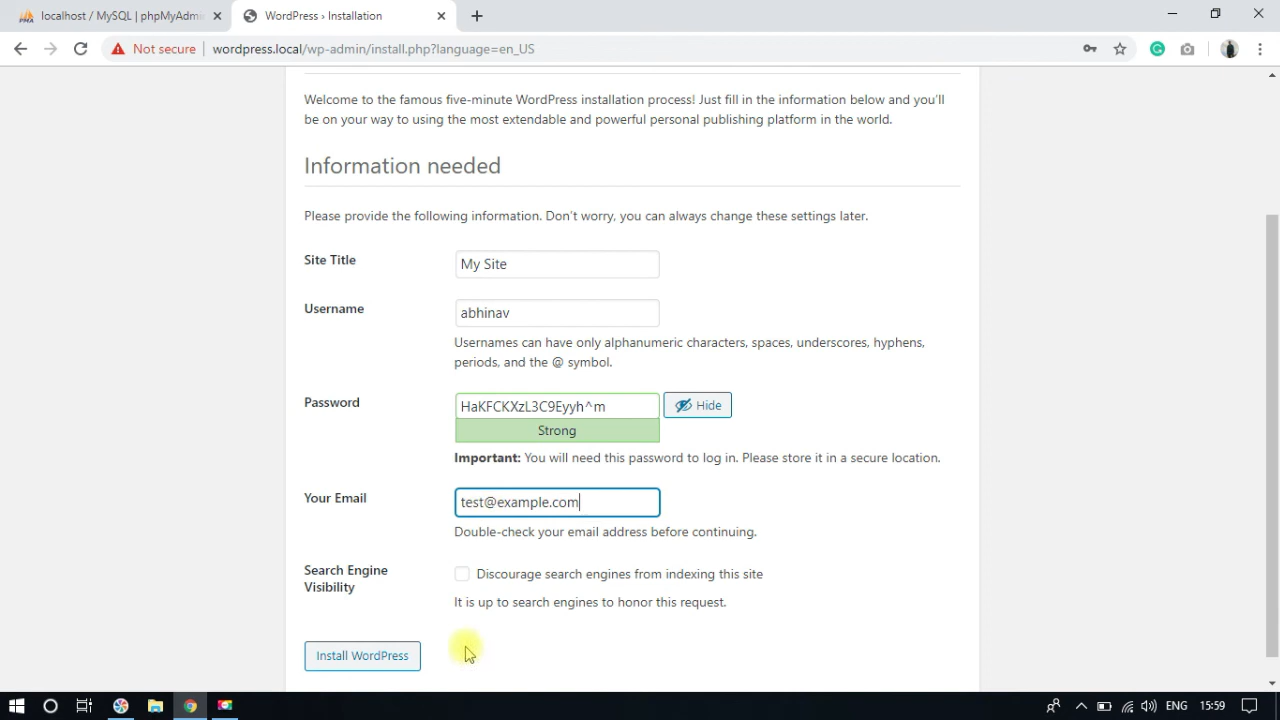 localhost / MySQL | phpMyAdmin
WordPress › Installation
Not secure
wordpress.local/wp-admin/install.php?language=en_US
Welcome to the famous five-minute WordPress installation process! Just fill in the information below and you’ll
be on your way to using the most extendable and powerful personal publishing platform in the world.
Information needed
Please provide the following information. Don’t worry, you can always change these settings later.
Site Title
My Site
Username
abhinav
Usernames can have only alphanumeric characters, spaces, underscores, hyphens,
periods, and the @ symbol.
Password
HaKFCKXzL3C9Eyyh^m
Hide
Strong
Important: You will need this password to log in. Please store it in a secure location.
Your Email
test@example.com
Double-check your email address before continuing.
Search Engine
Visibility
Discourage search engines from indexing this site
It is up to search engines to honor this request.
Install WordPress
ENG
15:59